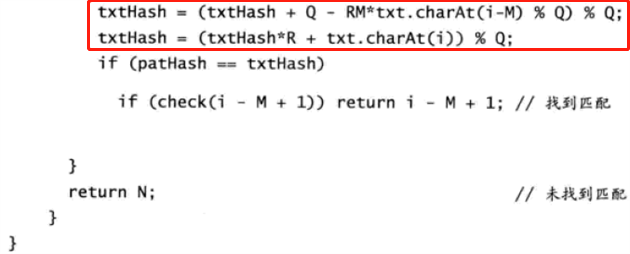 txtHash = (txtHash + Q - RM*txt.charAt(i-M) % Q) % Q;
txtHash = (txtHash*R + txt.charAt(i)) % Q;
if (patHash == txtHash)
if (check(i - M + 1)) return i - M + 1; // 找到匹配
}
return N; // 未找到匹配
}
}